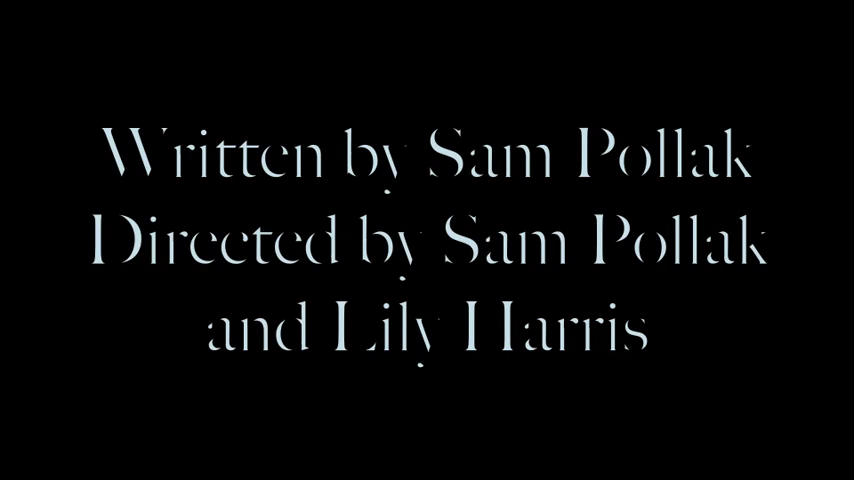 Written by Sam Pollak
Directed by Sam Pollak
and Lily Harris